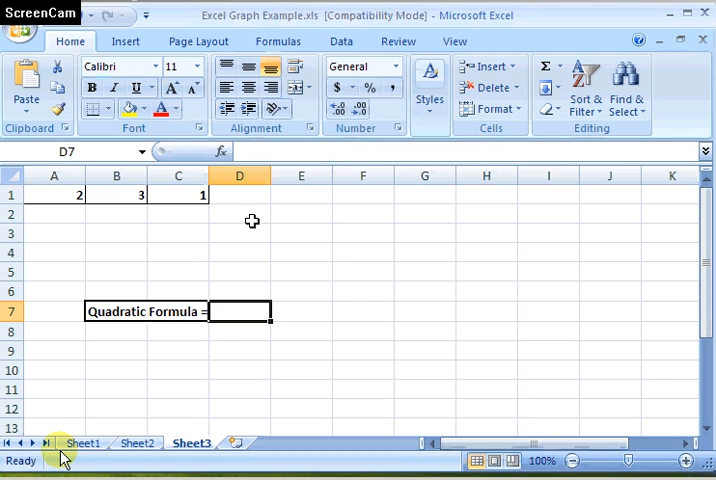 ScreenCam
Excel Graph Example.xls [Compatibility Mode] - Microsoft Excel
Home Insert Page Layout Formulas Data Review View
Calibri 11 General Insert
Paste B I U A A $ % , Styles Delete Sort & Filter Find & Select
A Format
Clipboard Font Alignment Number Cells Editing
D7 fx
A B C D E F G H I J K
1 2 3 1
2
3
4
5
6
7 Quadratic Formula =
8
9
10
11
12
13
Sheet1 Sheet2 Sheet3
Ready 100%